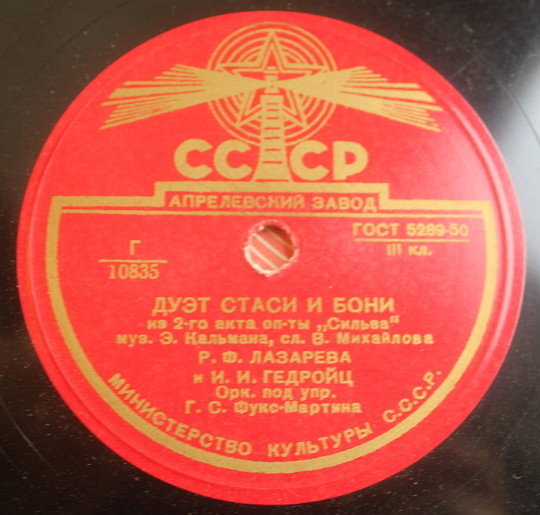 СССР
АПРЕЛЕВСКИЙ ЗАВОД
Г
10835
ГОСТ 5289-50
III кл.
ДУЭТ СТАСИ И БОНИ
из 2-го акта оп-ты „Сильва“
муз. Э. Кальмана, сл. В. Михайлова
Р. Ф. ЛАЗАРЕВА
и И. И. ГЕДРОЙЦ
Орк. под упр.
Г. С. Фукс-Мартина
МИНИСТЕРСТВО КУЛЬТУРЫ С.С.С.Р.